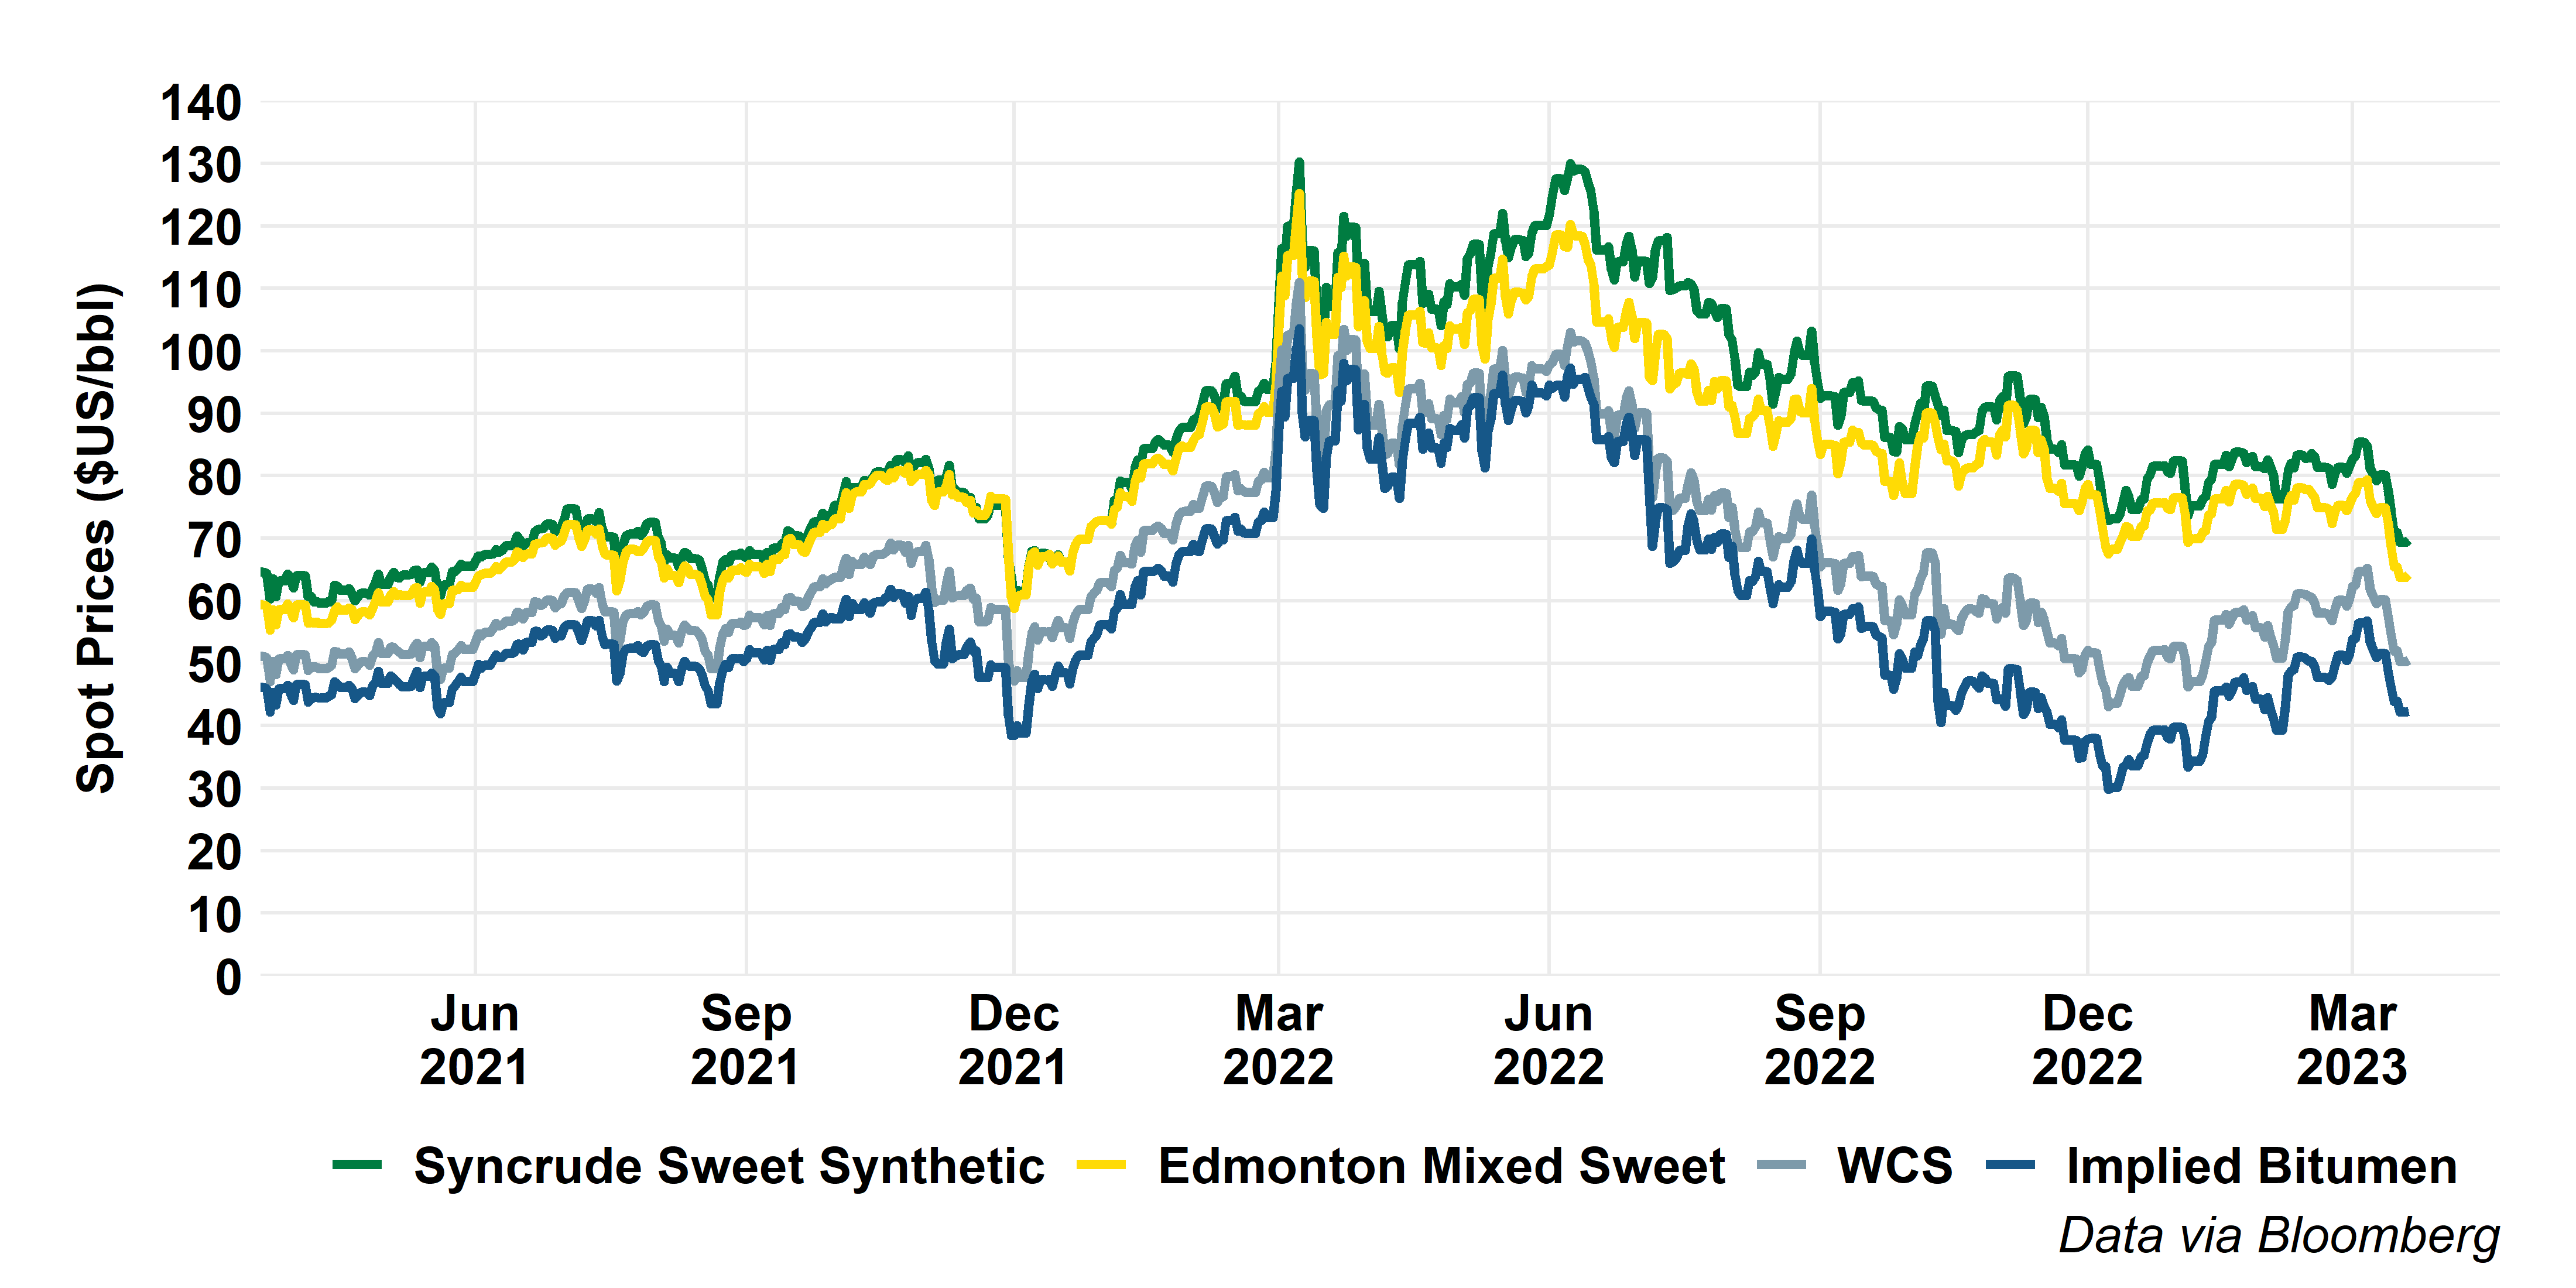 Spot Prices ($US/bbl)
140
130
120
110
100
90
80
70
60
50
40
30
20
10
0
Jun 2021
Sep 2021
Dec 2021
Mar 2022
Jun 2022
Sep 2022
Dec 2022
Mar 2023
Syncrude Sweet Synthetic
Edmonton Mixed Sweet
WCS
Implied Bitumen
Data via Bloomberg